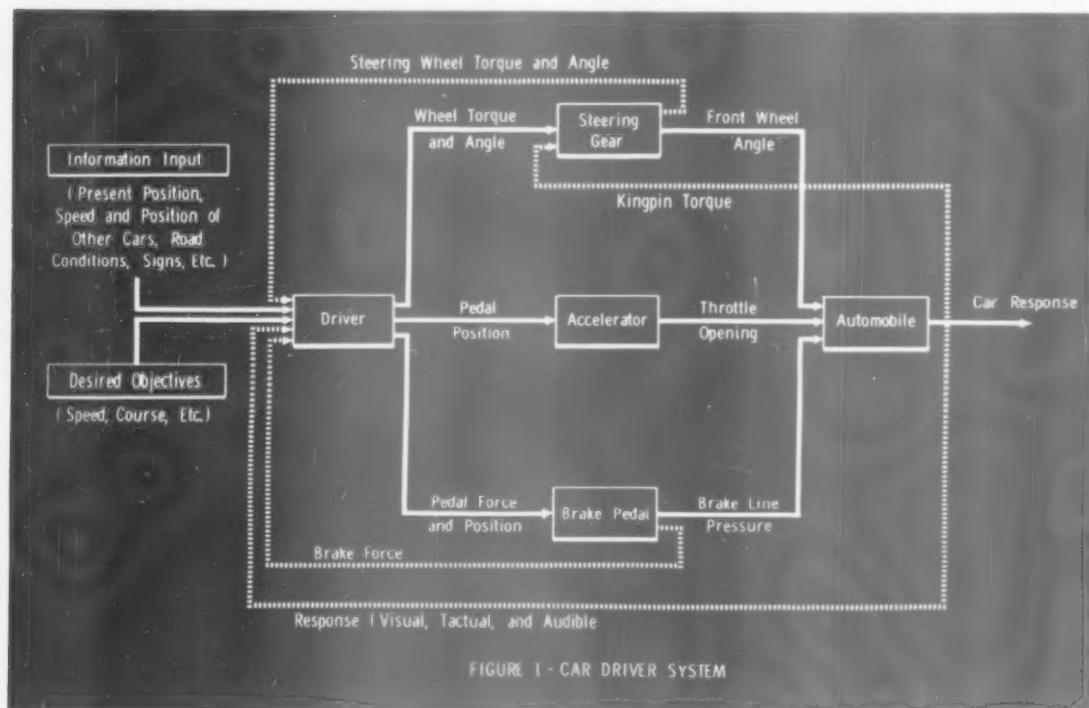 Steering Wheel Torque and Angle
Wheel Torque
and Angle
Steering
Gear
Front Wheel
Angle
Information Input
(Present Position,
Speed and Position of
Other Cars, Road
Conditions, Signs, Etc.)
Kingpin Torque
Driver
Pedal
Position
Accelerator
Throttle
Opening
Automobile
Car Response
Desired Objectives
(Speed, Course, Etc.)
Pedal Force
and Position
Brake Pedal
Brake Line
Pressure
Brake Force
Response (Visual, Tactual, and Audible
FIGURE 1 - CAR DRIVER SYSTEM